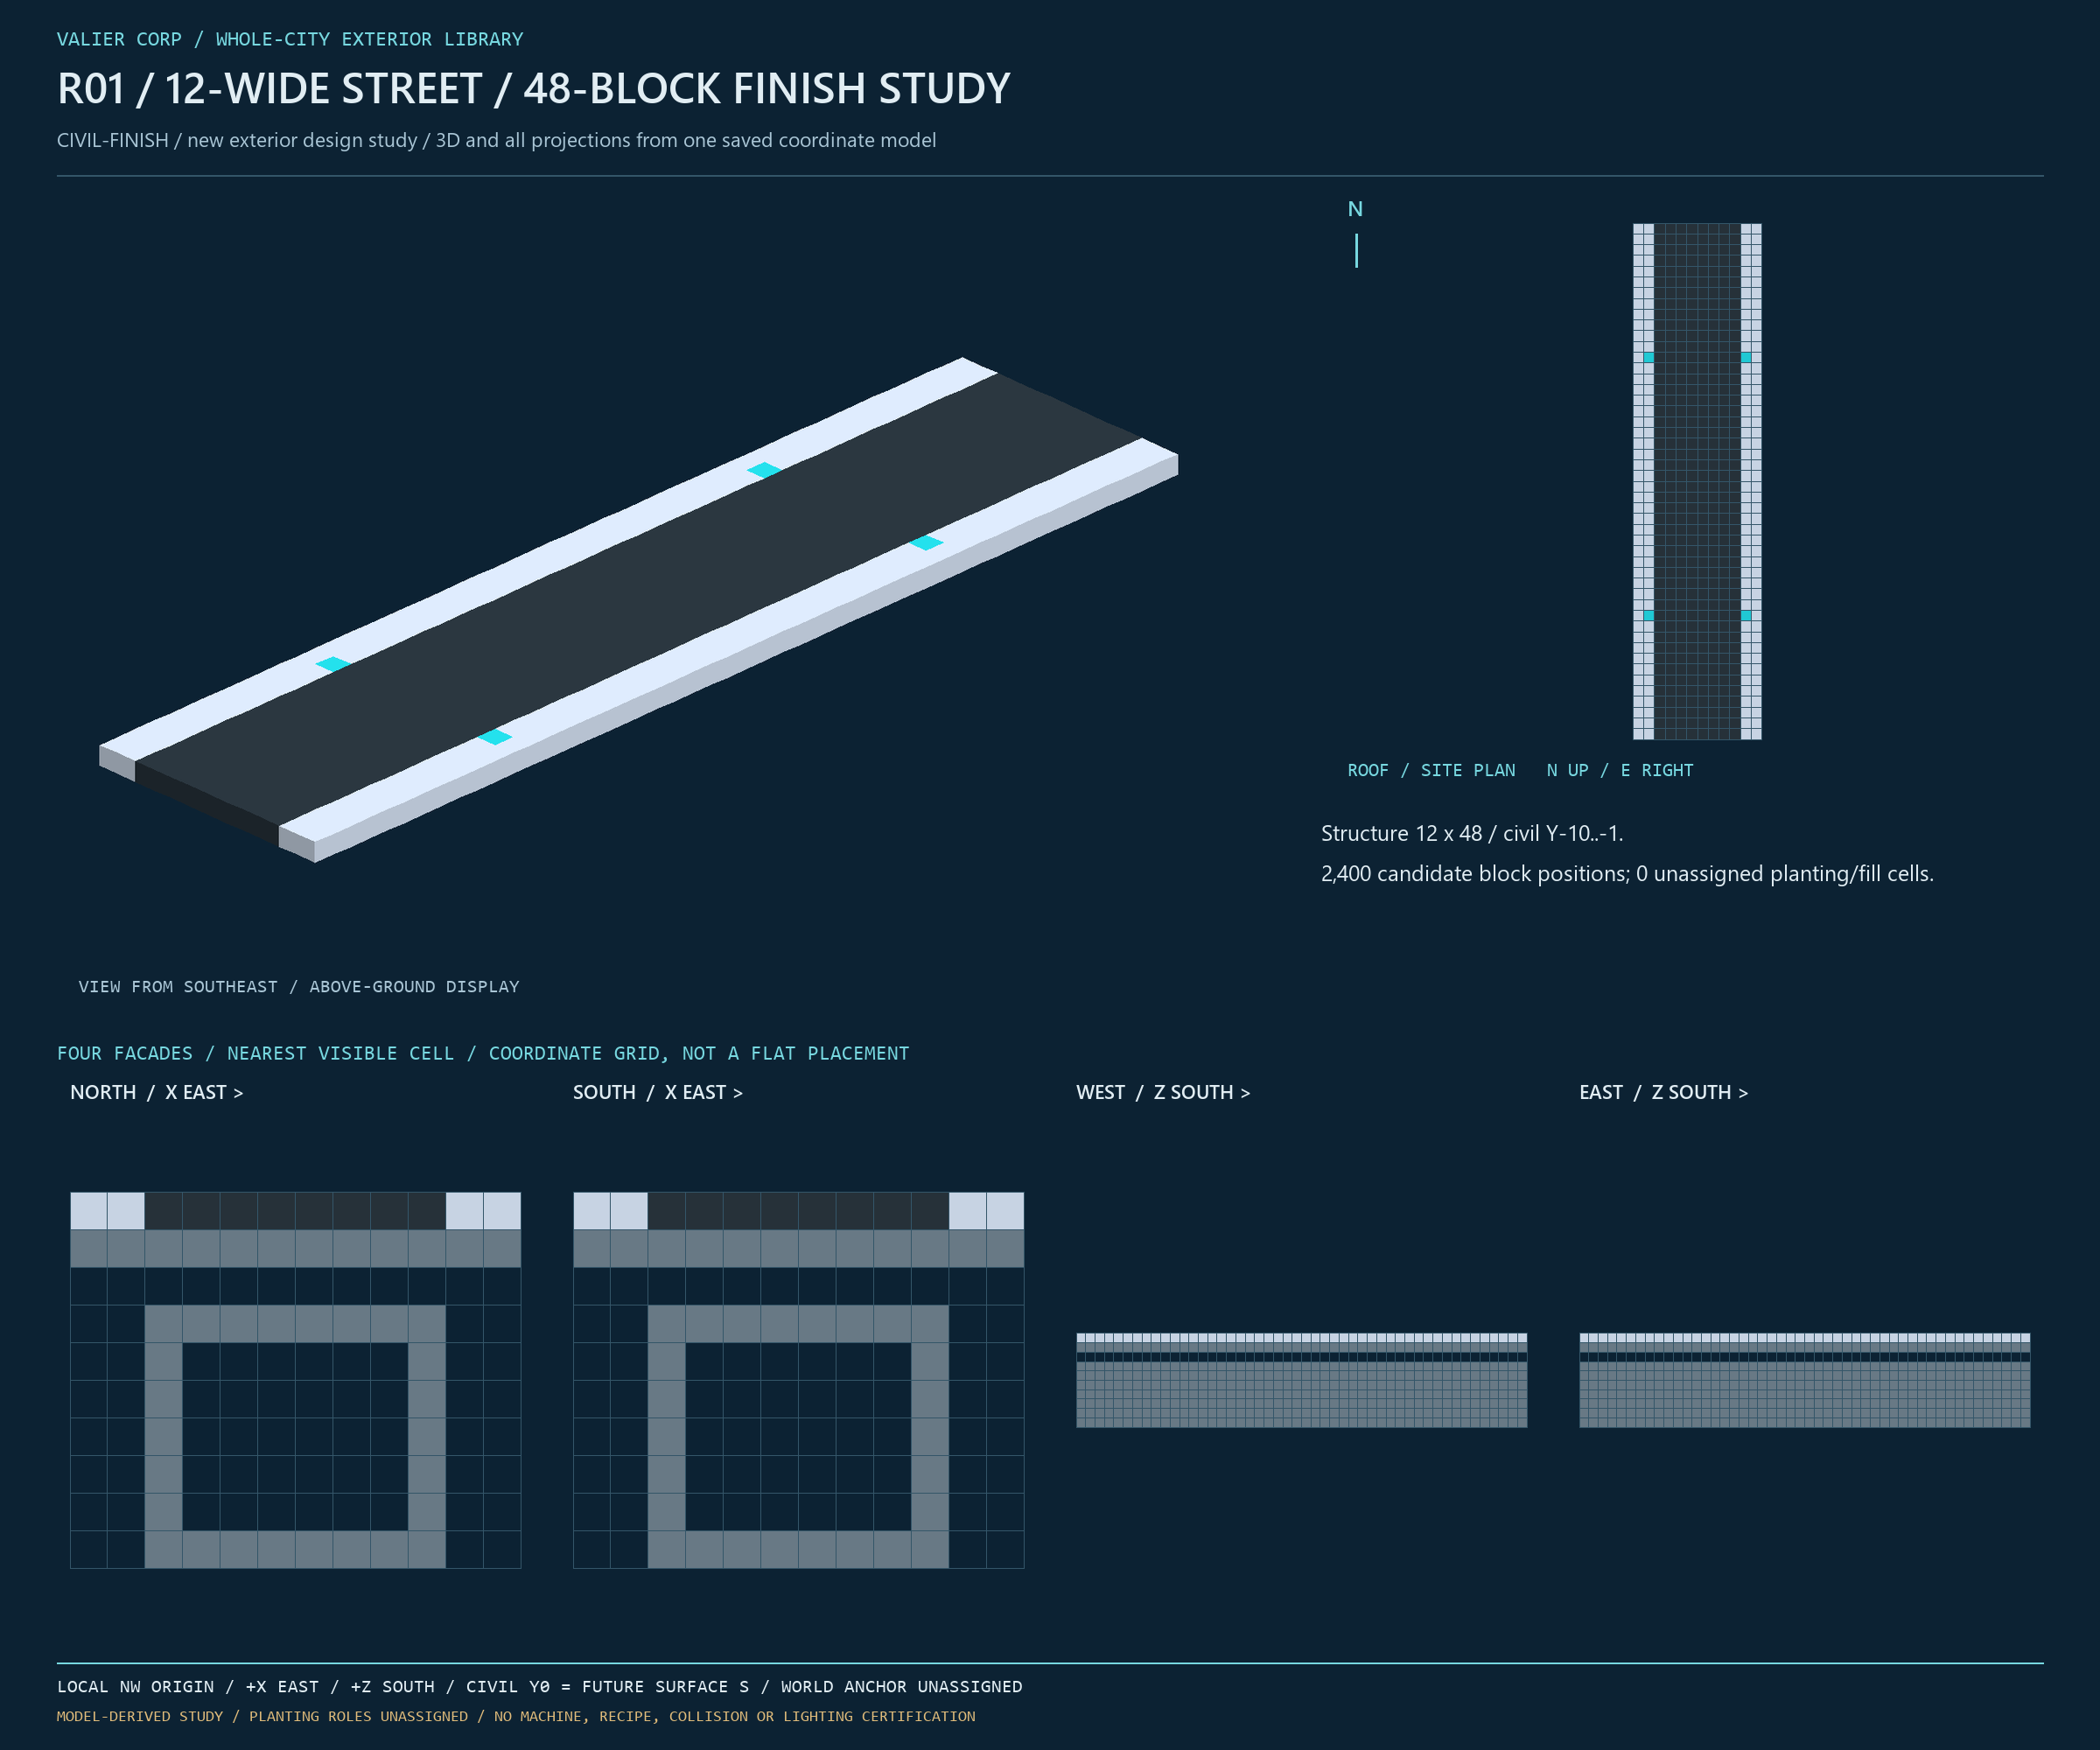 VALIER CORP / WHOLE-CITY EXTERIOR LIBRARY
R01 / 12-WIDE STREET / 48-BLOCK FINISH STUDY
CIVIL-FINISH / new exterior design study / 3D and all projections from one saved coordinate model
N
ROOF / SITE PLAN   N UP / E RIGHT
Structure 12 x 48 / civil Y-10..-1.
2,400 candidate block positions; 0 unassigned planting/fill cells.
VIEW FROM SOUTHEAST / ABOVE-GROUND DISPLAY
FOUR FACADES / NEAREST VISIBLE CELL / COORDINATE GRID, NOT A FLAT PLACEMENT
NORTH / X EAST >
SOUTH / X EAST >
WEST / Z SOUTH >
EAST / Z SOUTH >
LOCAL NW ORIGIN / +X EAST / +Z SOUTH / CIVIL Y0 = FUTURE SURFACE S / WORLD ANCHOR UNASSIGNED
MODEL-DERIVED STUDY / PLANTING ROLES UNASSIGNED / NO MACHINE, RECIPE, COLLISION OR LIGHTING CERTIFICATION